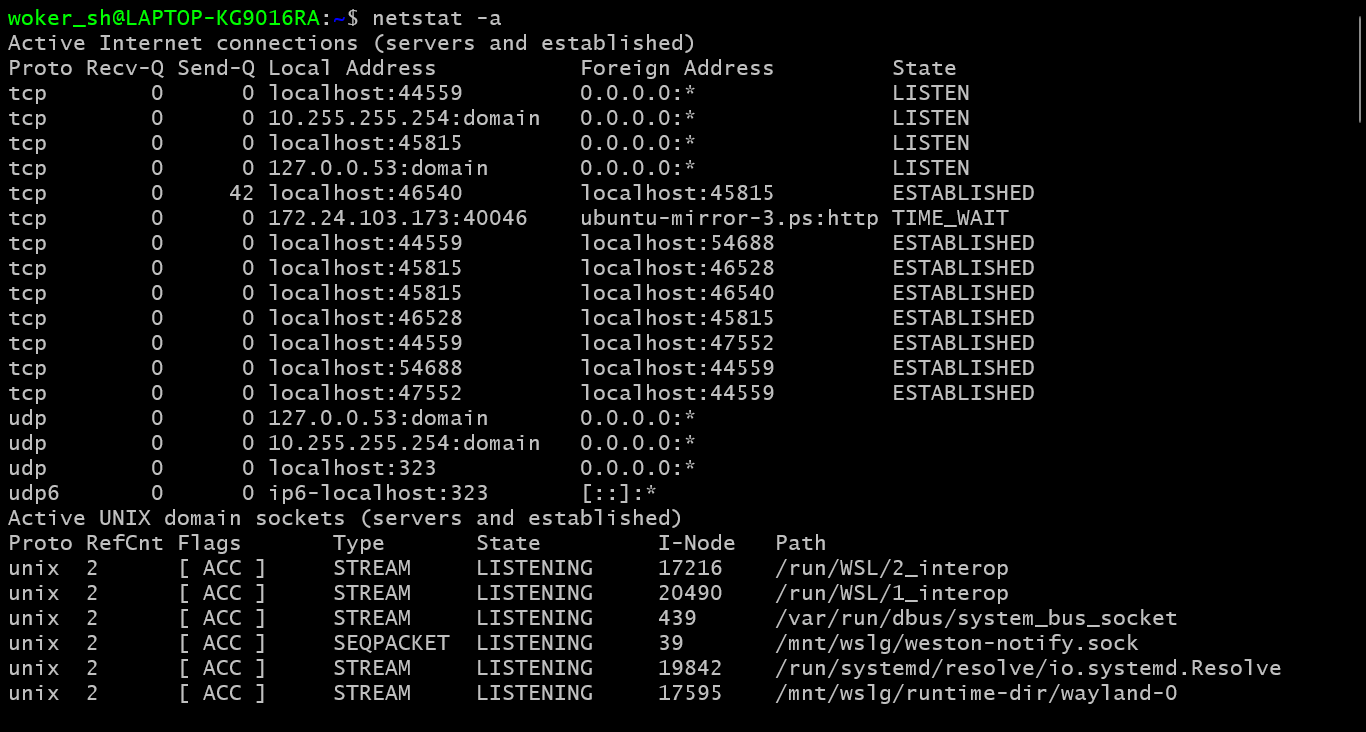 woker_sh@LAPTOP-KG9016RA:~$ netstat -a
Active Internet connections (servers and established)
Proto Recv-Q Send-Q Local Address           Foreign Address         State
tcp        0      0 localhost:44559         0.0.0.0:*               LISTEN
tcp        0      0 10.255.255.254:domain   0.0.0.0:*               LISTEN
tcp        0      0 localhost:45815         0.0.0.0:*               LISTEN
tcp        0      0 127.0.0.53:domain       0.0.0.0:*               LISTEN
tcp        0     42 localhost:46540         localhost:45815         ESTABLISHED
tcp        0      0 172.24.103.173:40046    ubuntu-mirror-3.ps:http TIME_WAIT
tcp        0      0 localhost:44559         localhost:54688         ESTABLISHED
tcp        0      0 localhost:45815         localhost:46528         ESTABLISHED
tcp        0      0 localhost:45815         localhost:46540         ESTABLISHED
tcp        0      0 localhost:46528         localhost:45815         ESTABLISHED
tcp        0      0 localhost:44559         localhost:47552         ESTABLISHED
tcp        0      0 localhost:54688         localhost:44559         ESTABLISHED
tcp        0      0 localhost:47552         localhost:44559         ESTABLISHED
udp        0      0 127.0.0.53:domain       0.0.0.0:*
udp        0      0 10.255.255.254:domain   0.0.0.0:*
udp        0      0 localhost:323           0.0.0.0:*
udp6       0      0 ip6-localhost:323       [::]:*
Active UNIX domain sockets (servers and established)
Proto RefCnt Flags       Type       State         I-Node   Path
unix  2      [ ACC ]     STREAM     LISTENING     17216    /run/WSL/2_interop
unix  2      [ ACC ]     STREAM     LISTENING     20490    /run/WSL/1_interop
unix  2      [ ACC ]     STREAM     LISTENING     439      /var/run/dbus/system_bus_socket
unix  2      [ ACC ]     SEQPACKET  LISTENING     39       /mnt/wslg/weston-notify.sock
unix  2      [ ACC ]     STREAM     LISTENING     19842    /run/systemd/resolve/io.systemd.Resolve
unix  2      [ ACC ]     STREAM     LISTENING     17595    /mnt/wslg/runtime-dir/wayland-0